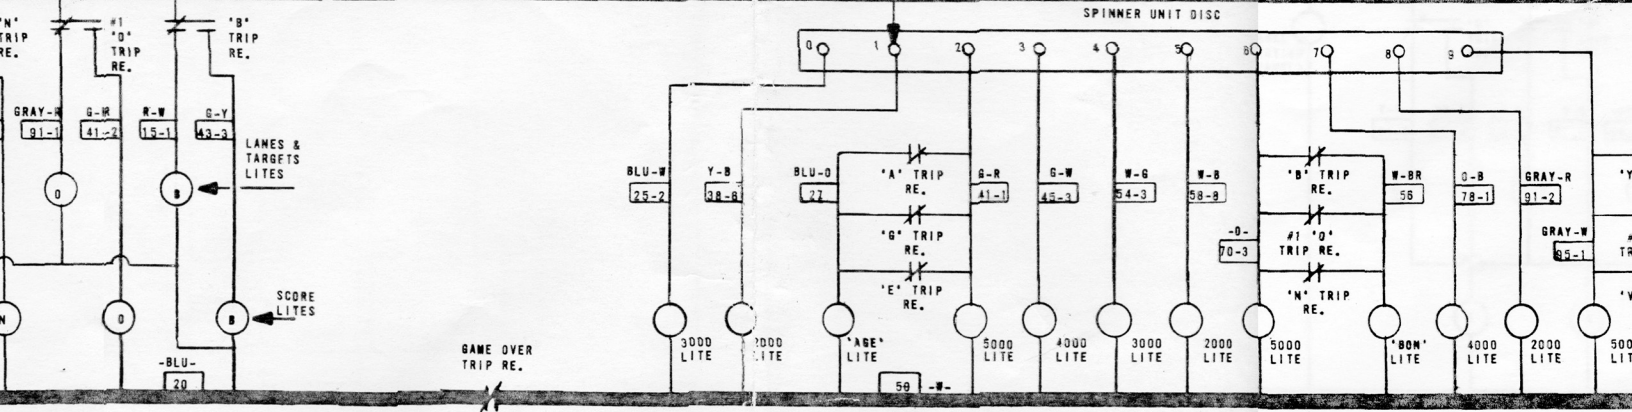 "N"
TRIP
RE.
#1
"O"
TRIP
RE.
"B"
TRIP
RE.
GRAY-R
91-1
G-R
41-2
R-W
15-1
G-Y
43-3
LANES &
TARGETS
LITES
O
B
SCORE
LITES
N
O
B
-BLU-
20
GAME OVER
TRIP RE.
SPINNER UNIT DISC
0
1
2
3
4
5
6
7
8
9
BLU-W
25-2
Y-B
38-8
BLU-O
27
"A" TRIP
RE.
"G" TRIP
RE.
"E" TRIP
RE.
G-R
41-1
G-W
45-3
W-G
54-3
W-B
58-8
-O-
70-3
"B" TRIP
RE.
#1 "O"
TRIP RE.
"N" TRIP
RE.
W-BR
56
O-B
78-1
GRAY-R
91-2
GRAY-W
95-1
3000
LITE
2000
LITE
"AGE"
LITE
5000
LITE
4000
LITE
3000
LITE
2000
LITE
5000
LITE
"BON"
LITE
4000
LITE
2000
LITE
500
LITE
50
-W-